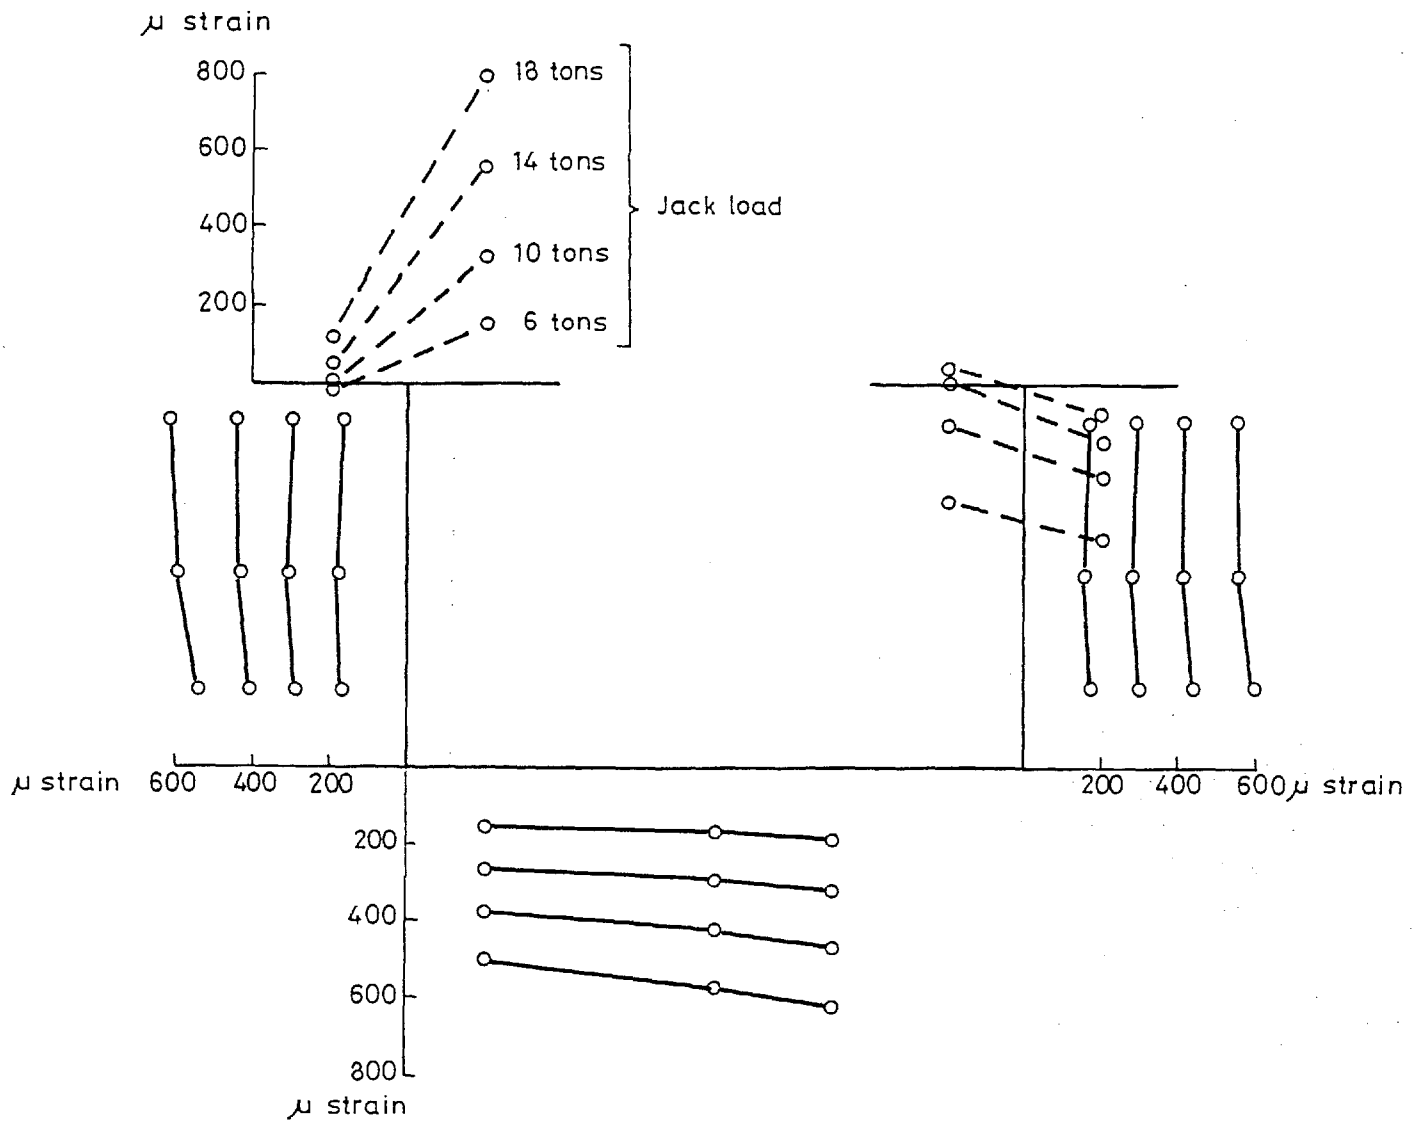 μ strain
800
18 tons
600
14 tons
Jack load
400
10 tons
200
6 tons
μ strain 600 400 200
200 400 600 μ strain
200
400
600
800
μ strain